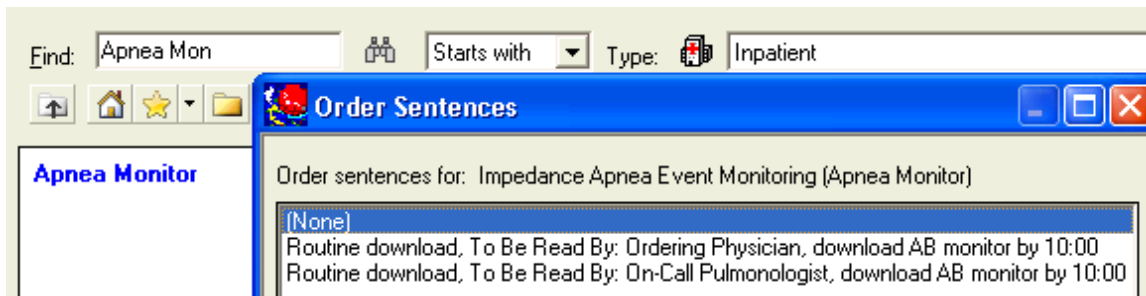 Find: Apnea Mon Starts with Type: Inpatient
Order Sentences
Apnea Monitor
Order sentences for: Impedance Apnea Event Monitoring (Apnea Monitor)
(None)
Routine download, To Be Read By: Ordering Physician, download AB monitor by 10:00
Routine download, To Be Read By: On-Call Pulmonologist, download AB monitor by 10:00